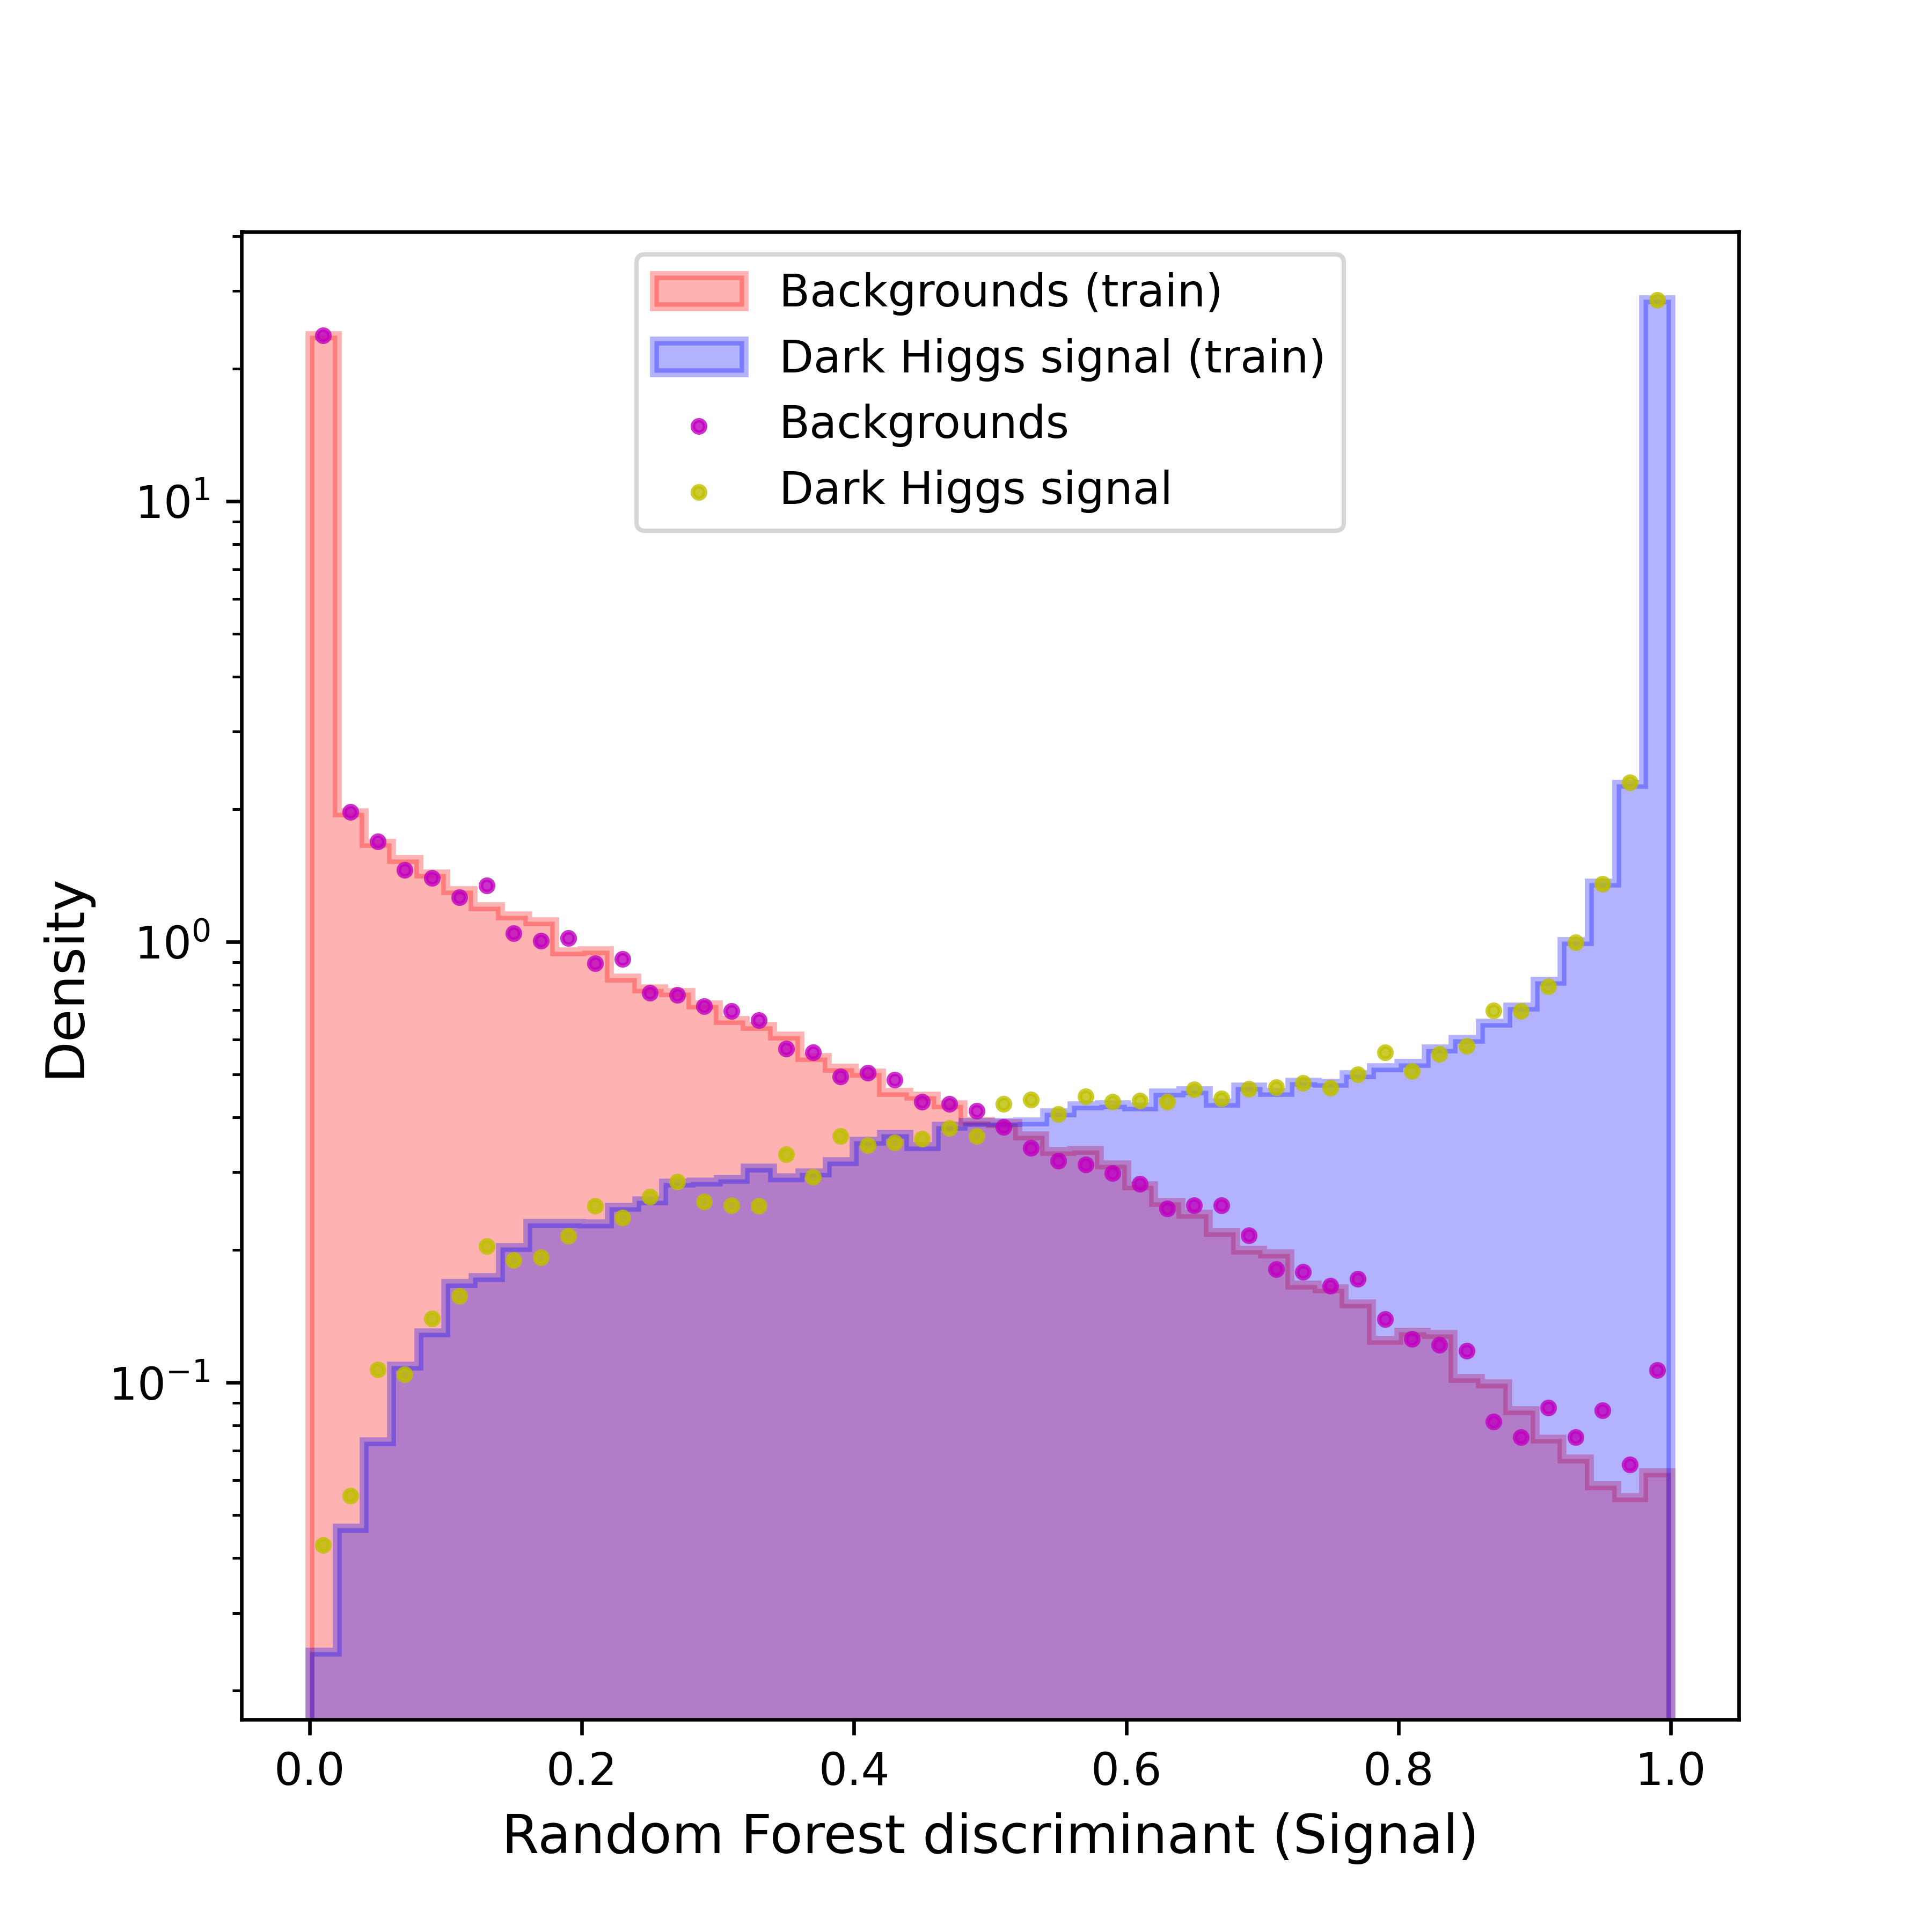 Backgrounds (train)
Dark Higgs signal (train)
Backgrounds
Dark Higgs signal
10¹
10⁰
10⁻¹
Density
0.0 0.2 0.4 0.6 0.8 1.0
Random Forest discriminant (Signal)